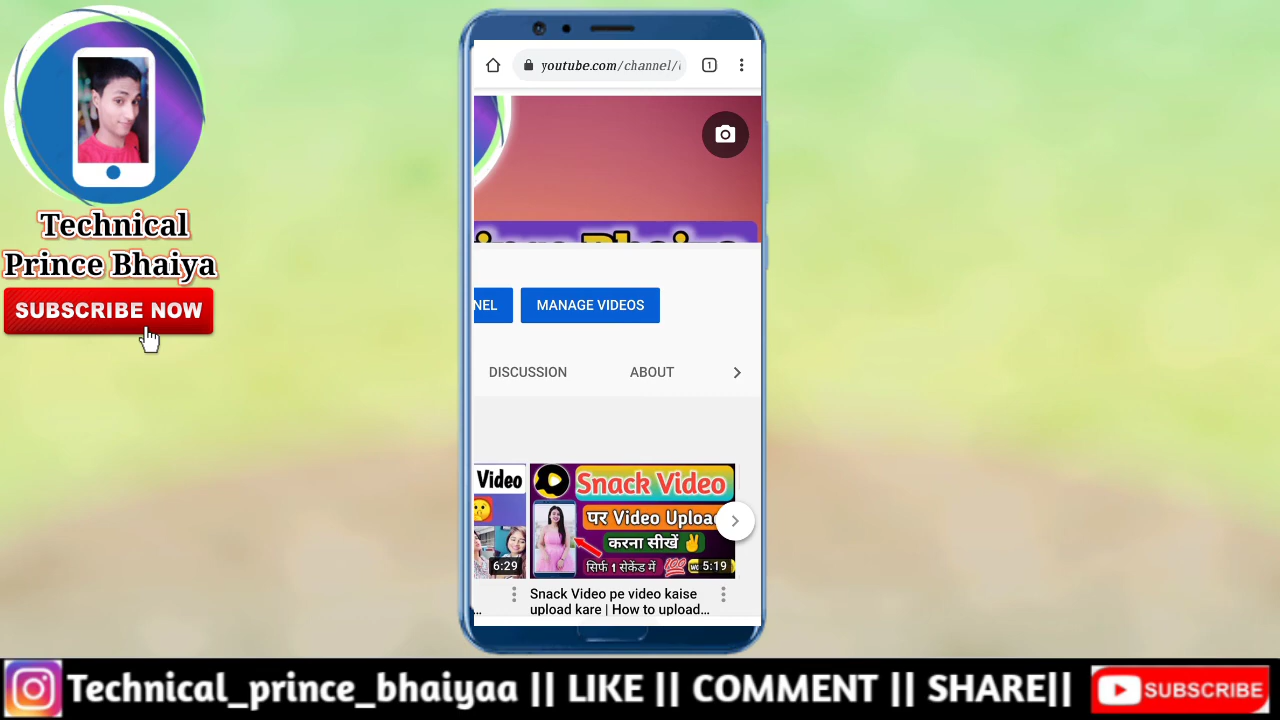 Technical
Prince Bhaiya
SUBSCRIBE NOW
youtube.com/channel/
1
NEL
MANAGE VIDEOS
DISCUSSION
ABOUT
Video
6:29
Snack Video
पर Video Uploa
करना सीखें ✌
सिर्फ 1 सेकेंड में 💯
5:19
...
Snack Video pe video kaise
upload kare | How to upload...
Technical_prince_bhaiyaa || LIKE || COMMENT || SHARE||
SUBSCRIBE